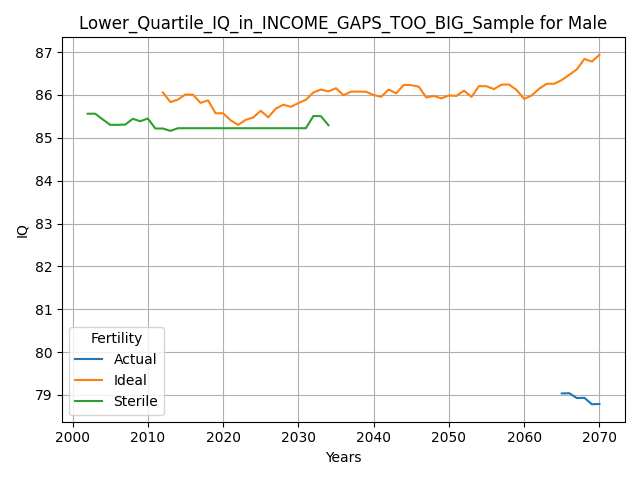 Lower_Quartile_IQ_in_INCOME_GAPS_TOO_BIG_Sample for Male
87
86
85
84
83
82
81
80
79
IQ
Fertility
Actual
Ideal
Sterile
2000 2010 2020 2030 2040 2050 2060 2070
Years